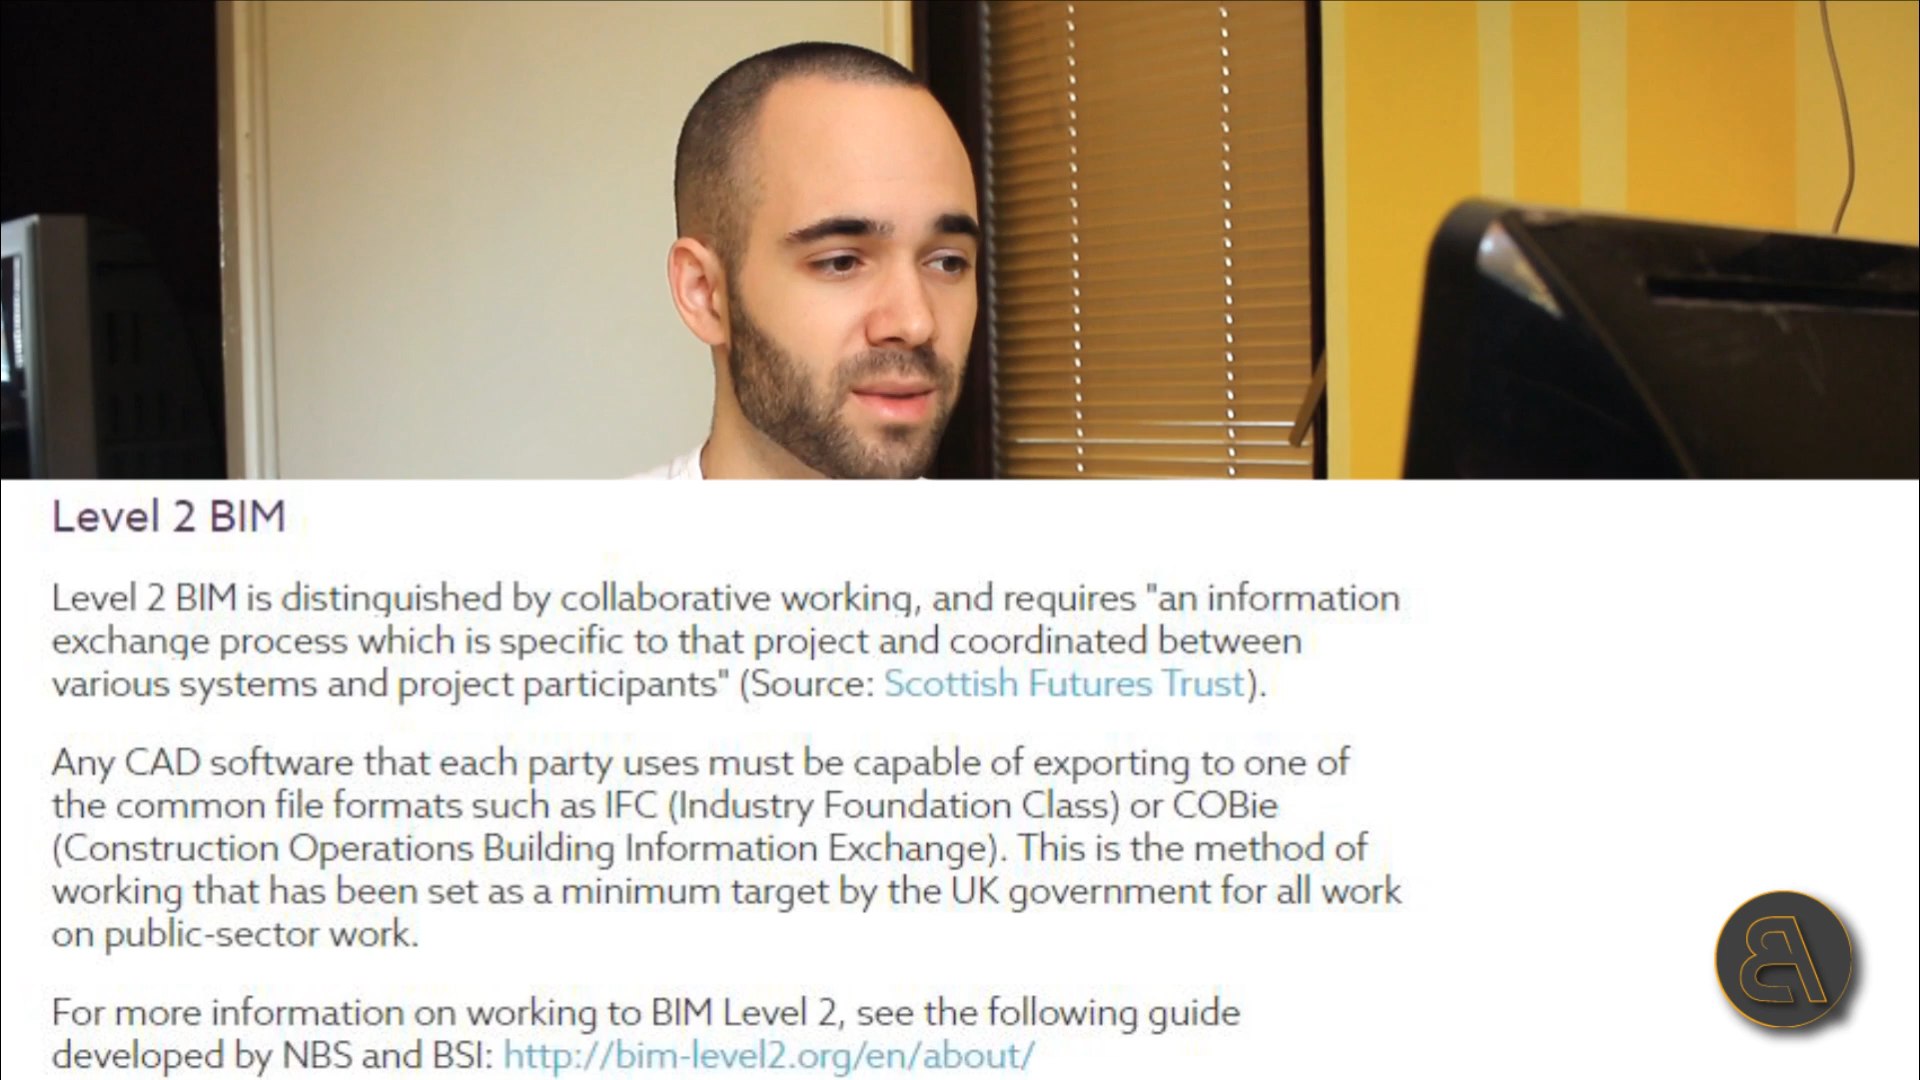 Level 2 BIM
Level 2 BIM is distinguished by collaborative working, and requires "an information
exchange process which is specific to that project and coordinated between
various systems and project participants" (Source: Scottish Futures Trust).
Any CAD software that each party uses must be capable of exporting to one of
the common file formats such as IFC (Industry Foundation Class) or COBie
(Construction Operations Building Information Exchange). This is the method of
working that has been set as a minimum target by the UK government for all work
on public-sector work.
For more information on working to BIM Level 2, see the following guide
developed by NBS and BSI: http://bim-level2.org/en/about/